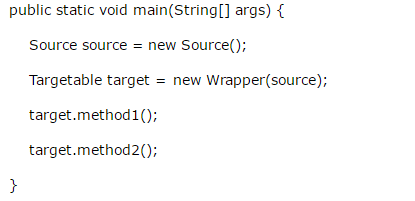 public static void main(String[] args) {
Source source = new Source();
Targetable target = new Wrapper(source);
target.method1();
target.method2();
}